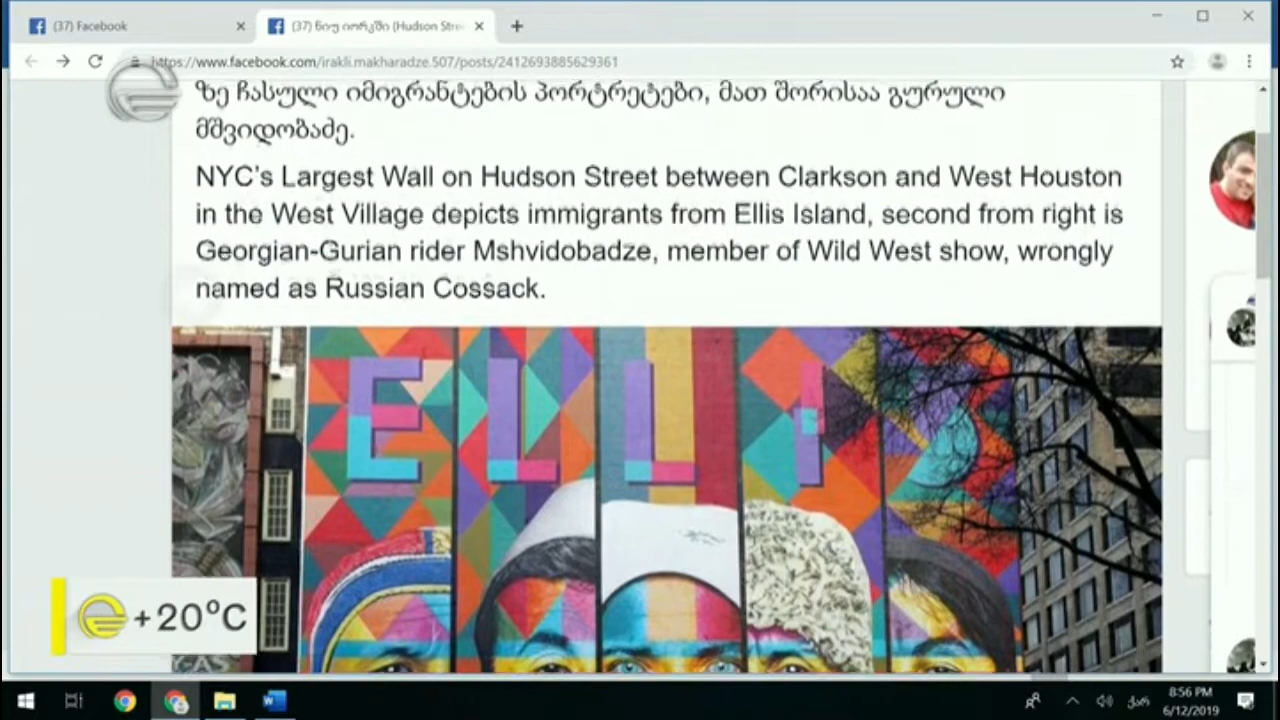 (37) Facebook
(37) ნიუ იორკში (Hudson Stre
https://www.facebook.com/irakli.makharadze.507/posts/2412693885629361
ზე ჩასული იმიგრანტების პორტრეტები, მათ შორისაა გურული
მშვიდობაძე.
NYC's Largest Wall on Hudson Street between Clarkson and West Houston
in the West Village depicts immigrants from Ellis Island, second from right is
Georgian-Gurian rider Mshvidobadze, member of Wild West show, wrongly
named as Russian Cossack.
ELLIS
+20°C
ქარ
8:56 PM
6/12/2019